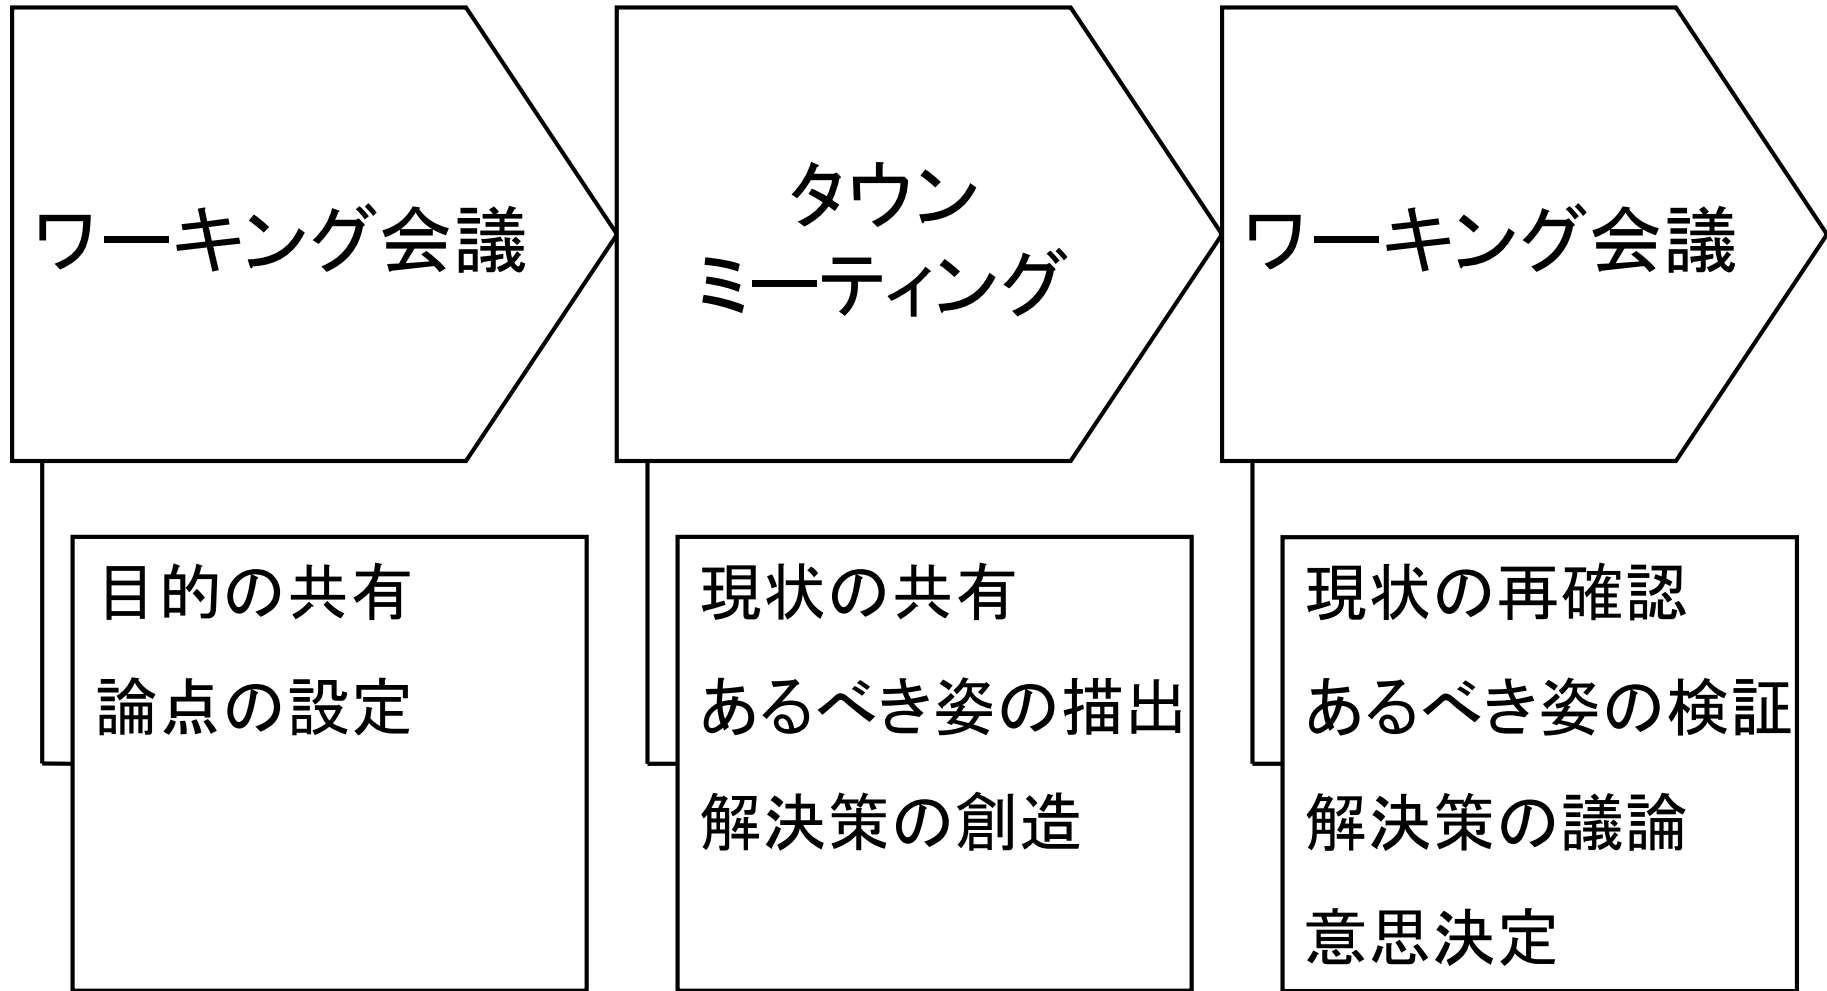 ワーキング会議
タウン
ミーティング
ワーキング会議
目的の共有
論点の設定
現状の共有
あるべき姿の描出
解決策の創造
現状の再確認
あるべき姿の検証
解決策の議論
意思決定